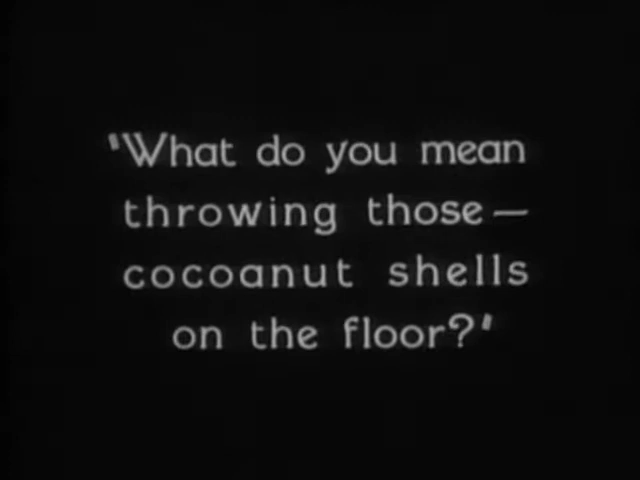 "What do you mean
throwing those—
cocoanut shells
on the floor?"